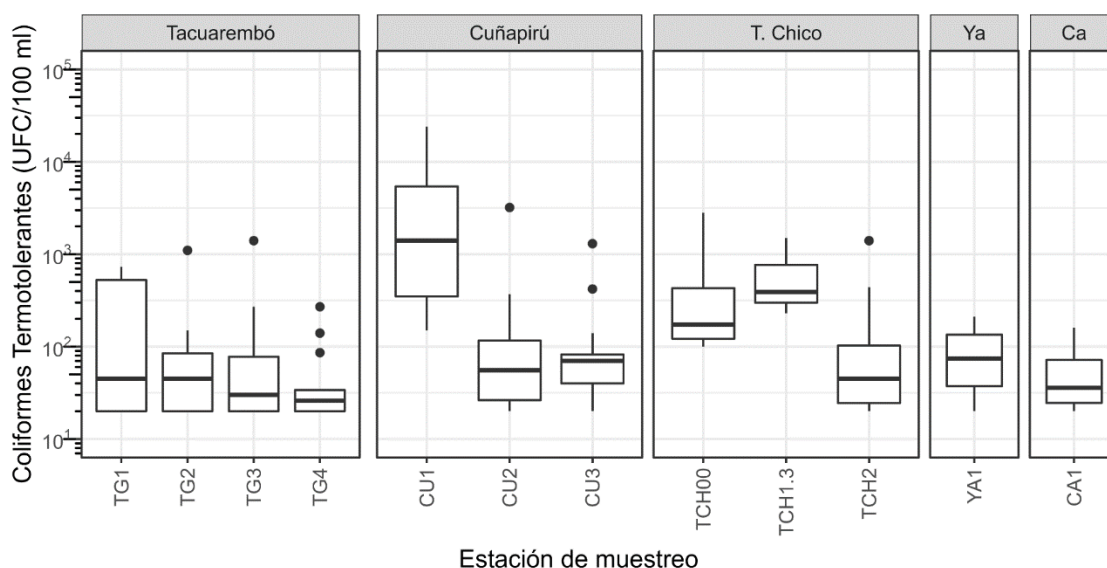 Tacuarembó Cuñapirú T. Chico Ya Ca
Coliformes Termotolerantes (UFC/100 ml)
10^5
10^4
10^3
10^2
10^1
TG1 TG2 TG3 TG4 CU1 CU2 CU3 TCH00 TCH1.3 TCH2 YA1 CA1
Estación de muestreo